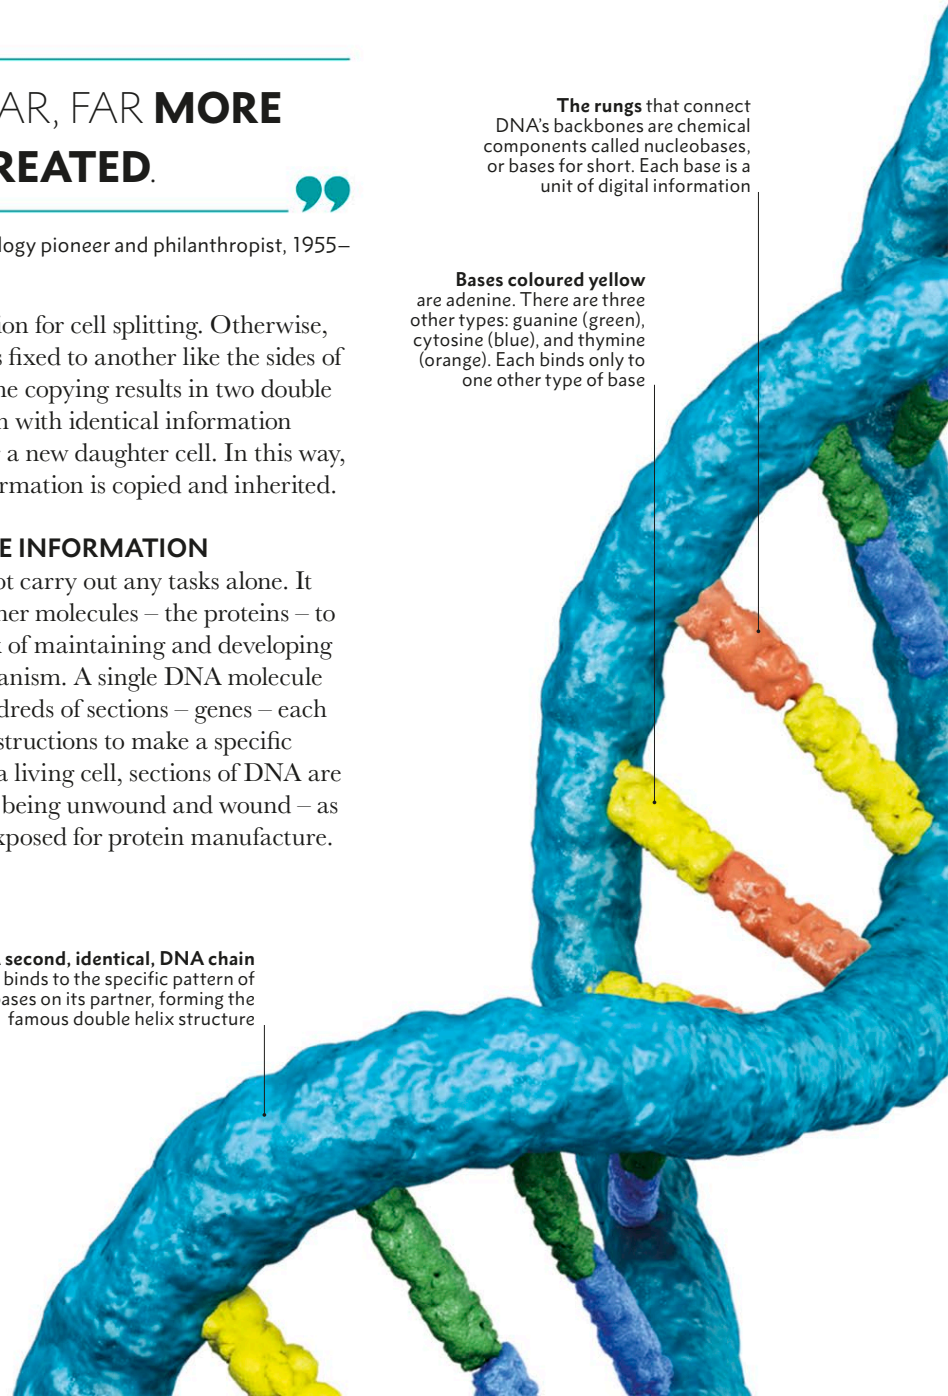 AR, FAR MORE
REATED.
”
logy pioneer and philanthropist, 1955–
ion for cell splitting. Otherwise,
s fixed to another like the sides of
he copying results in two double
n with identical information
a new daughter cell. In this way,
rmation is copied and inherited.
E INFORMATION
ot carry out any tasks alone. It
her molecules – the proteins – to
k of maintaining and developing
anism. A single DNA molecule
dreds of sections – genes – each
structions to make a specific
a living cell, sections of DNA are
being unwound and wound – as
xposed for protein manufacture.
The rungs that connect
DNA’s backbones are chemical
components called nucleobases,
or bases for short. Each base is a
unit of digital information
Bases coloured yellow
are adenine. There are three
other types: guanine (green),
cytosine (blue), and thymine
(orange). Each binds only to
one other type of base
second, identical, DNA chain
binds to the specific pattern of
bases on its partner, forming the
famous double helix structure